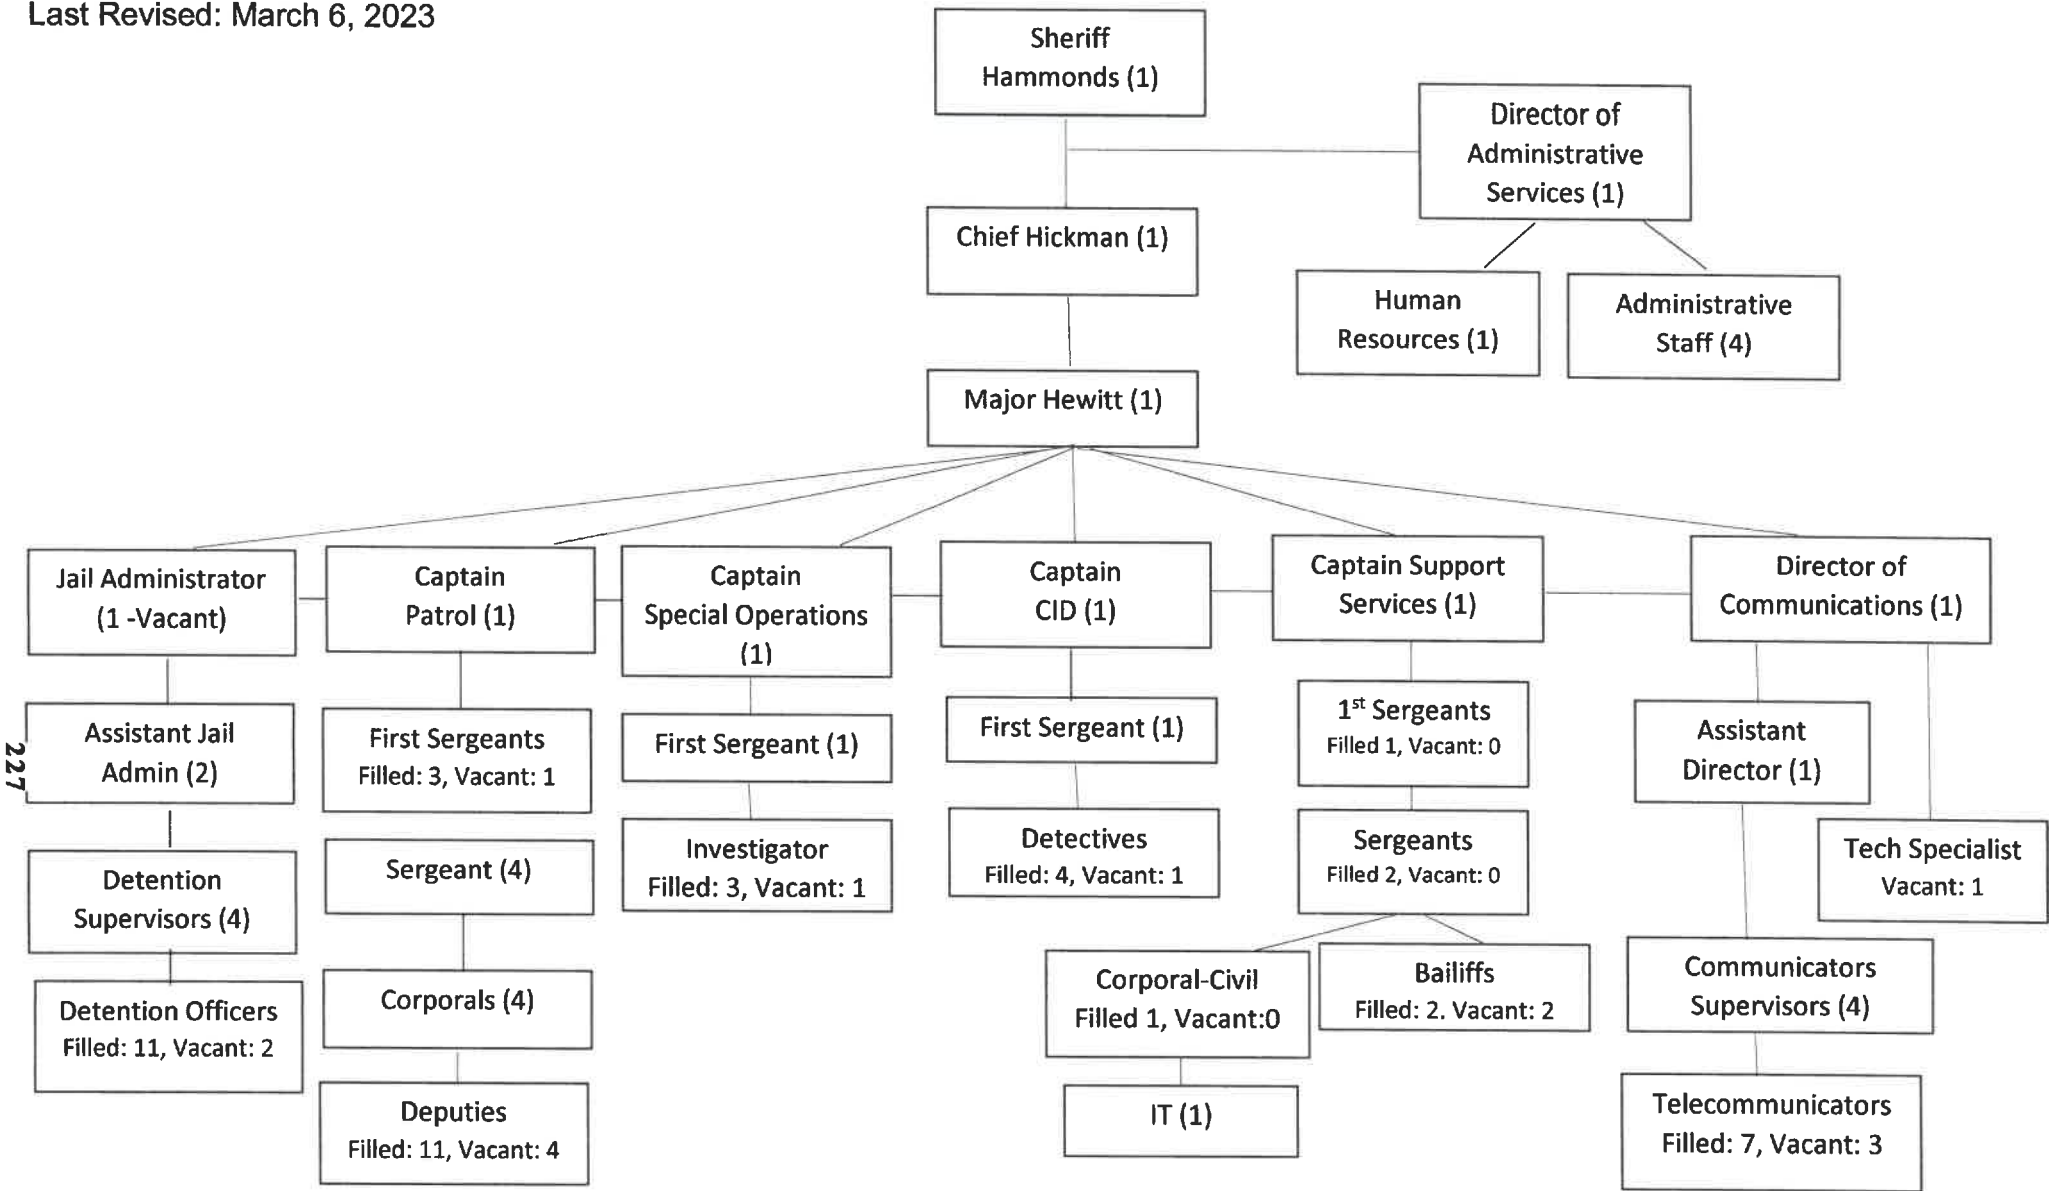 Last Revised: March 6, 2023
Sheriff
Hammonds (1)
Director of
Administrative
Services (1)
Chief Hickman (1)
Human
Resources (1)
Administrative
Staff (4)
Major Hewitt (1)
Jail Administrator
(1 -Vacant)
Captain
Patrol (1)
Captain
Special Operations
(1)
Captain
CID (1)
Captain Support
Services (1)
Director of
Communications (1)
Assistant Jail
Admin (2)
First Sergeants
Filled: 3, Vacant: 1
First Sergeant (1)
First Sergeant (1)
1st Sergeants
Filled 1, Vacant: 0
Assistant
Director (1)
227
Detention
Supervisors (4)
Sergeant (4)
Investigator
Filled: 3, Vacant: 1
Detectives
Filled: 4, Vacant: 1
Sergeants
Filled 2, Vacant: 0
Tech Specialist
Vacant: 1
Detention Officers
Filled: 11, Vacant: 2
Corporals (4)
Corporal-Civil
Filled 1, Vacant:0
Bailiffs
Filled: 2. Vacant: 2
Communicators
Supervisors (4)
Deputies
Filled: 11, Vacant: 4
IT (1)
Telecommunicators
Filled: 7, Vacant: 3